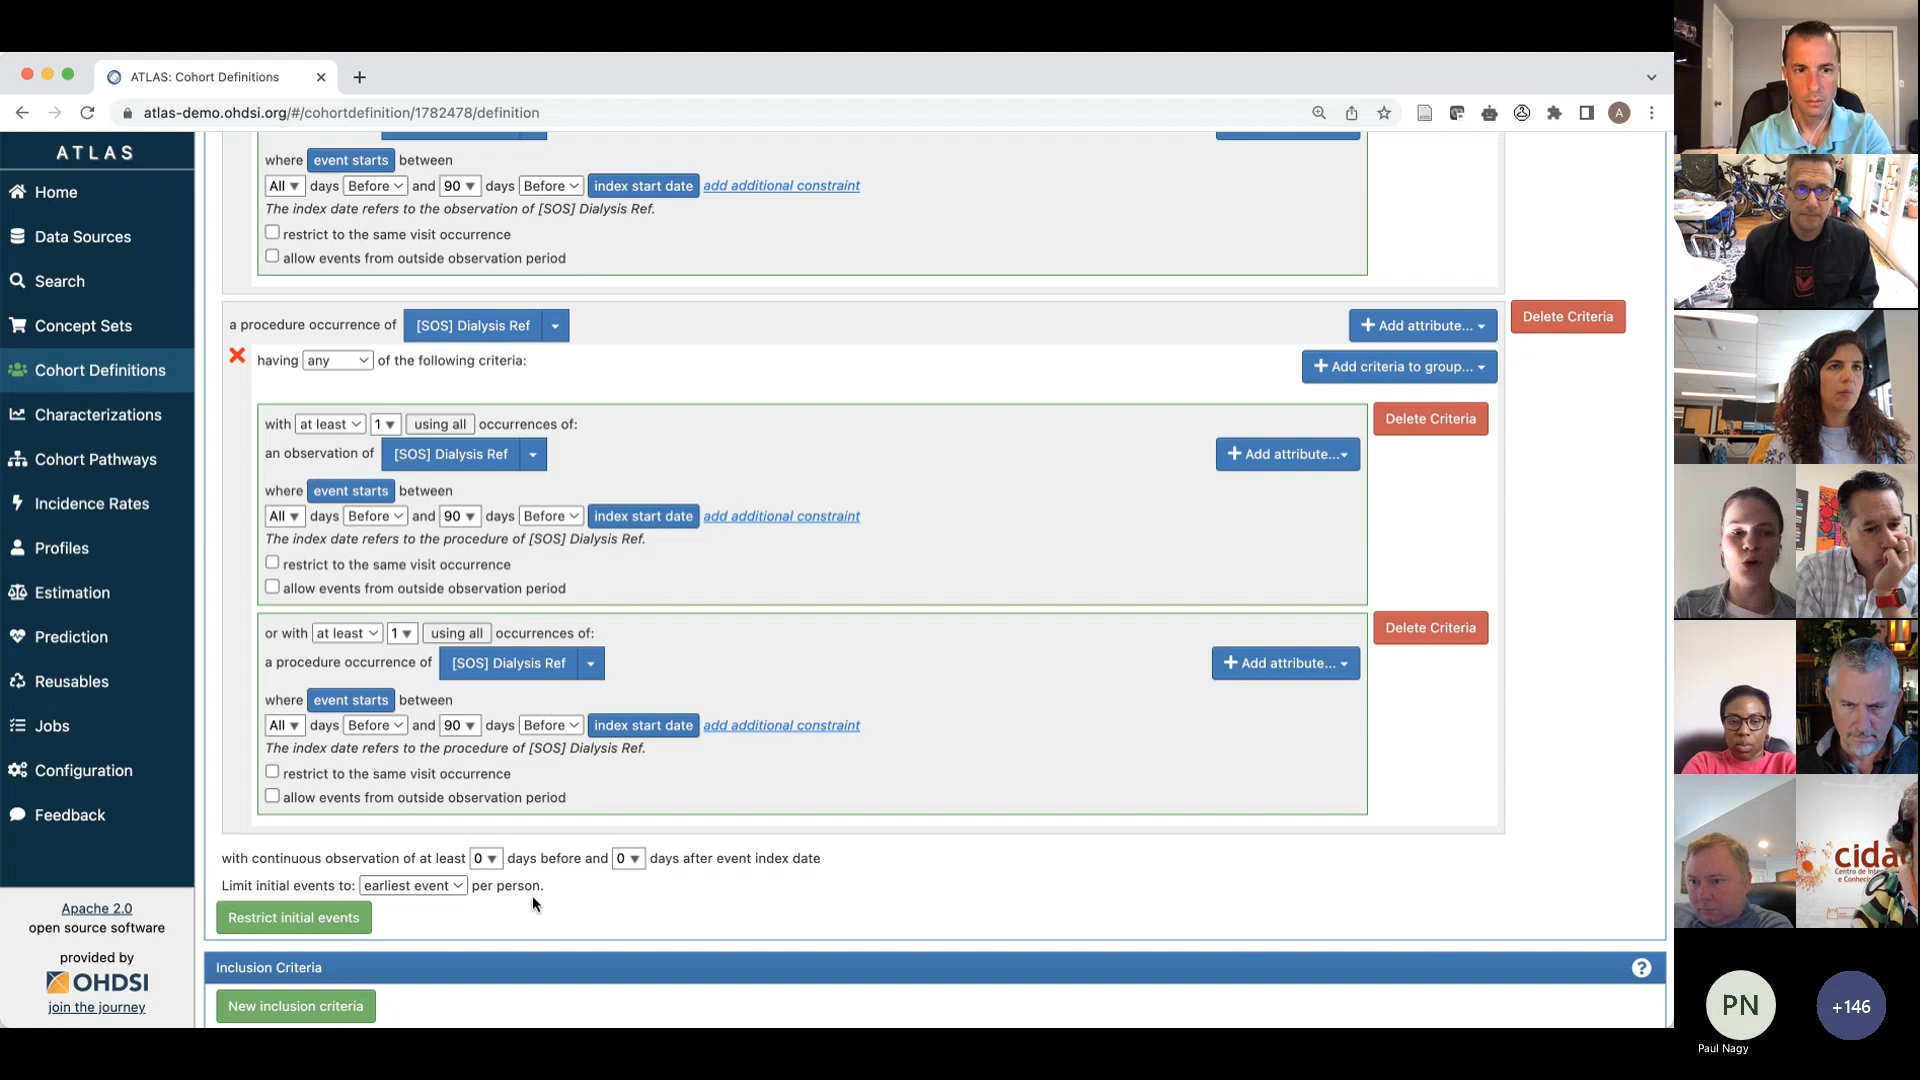 ATLAS: Cohort Definitions
atlas-demo.ohdsi.org/#/cohortdefinition/1782478/definition
A
ATLAS
Home
Data Sources
Search
Concept Sets
Cohort Definitions
Characterizations
Cohort Pathways
Incidence Rates
Profiles
Estimation
Prediction
Reusables
Jobs
Configuration
Feedback
Apache 2.0
open source software
provided by
OHDSI
join the journey
where event starts between
All days Before and 90 days Before index start date add additional constraint
The index date refers to the observation of [SOS] Dialysis Ref.
restrict to the same visit occurrence
allow events from outside observation period
a procedure occurrence of [SOS] Dialysis Ref Add attribute... Delete Criteria
having any of the following criteria: Add criteria to group...
with at least 1 using all occurrences of: Delete Criteria
an observation of [SOS] Dialysis Ref Add attribute...
where event starts between
All days Before and 90 days Before index start date add additional constraint
The index date refers to the procedure of [SOS] Dialysis Ref.
restrict to the same visit occurrence
allow events from outside observation period
or with at least 1 using all occurrences of: Delete Criteria
a procedure occurrence of [SOS] Dialysis Ref Add attribute...
where event starts between
All days Before and 90 days Before index start date add additional constraint
The index date refers to the procedure of [SOS] Dialysis Ref.
restrict to the same visit occurrence
allow events from outside observation period
with continuous observation of at least 0 days before and 0 days after event index date
Limit initial events to: earliest event per person.
Restrict initial events
Inclusion Criteria ?
New inclusion criteria
PN
Paul Nagy
+146